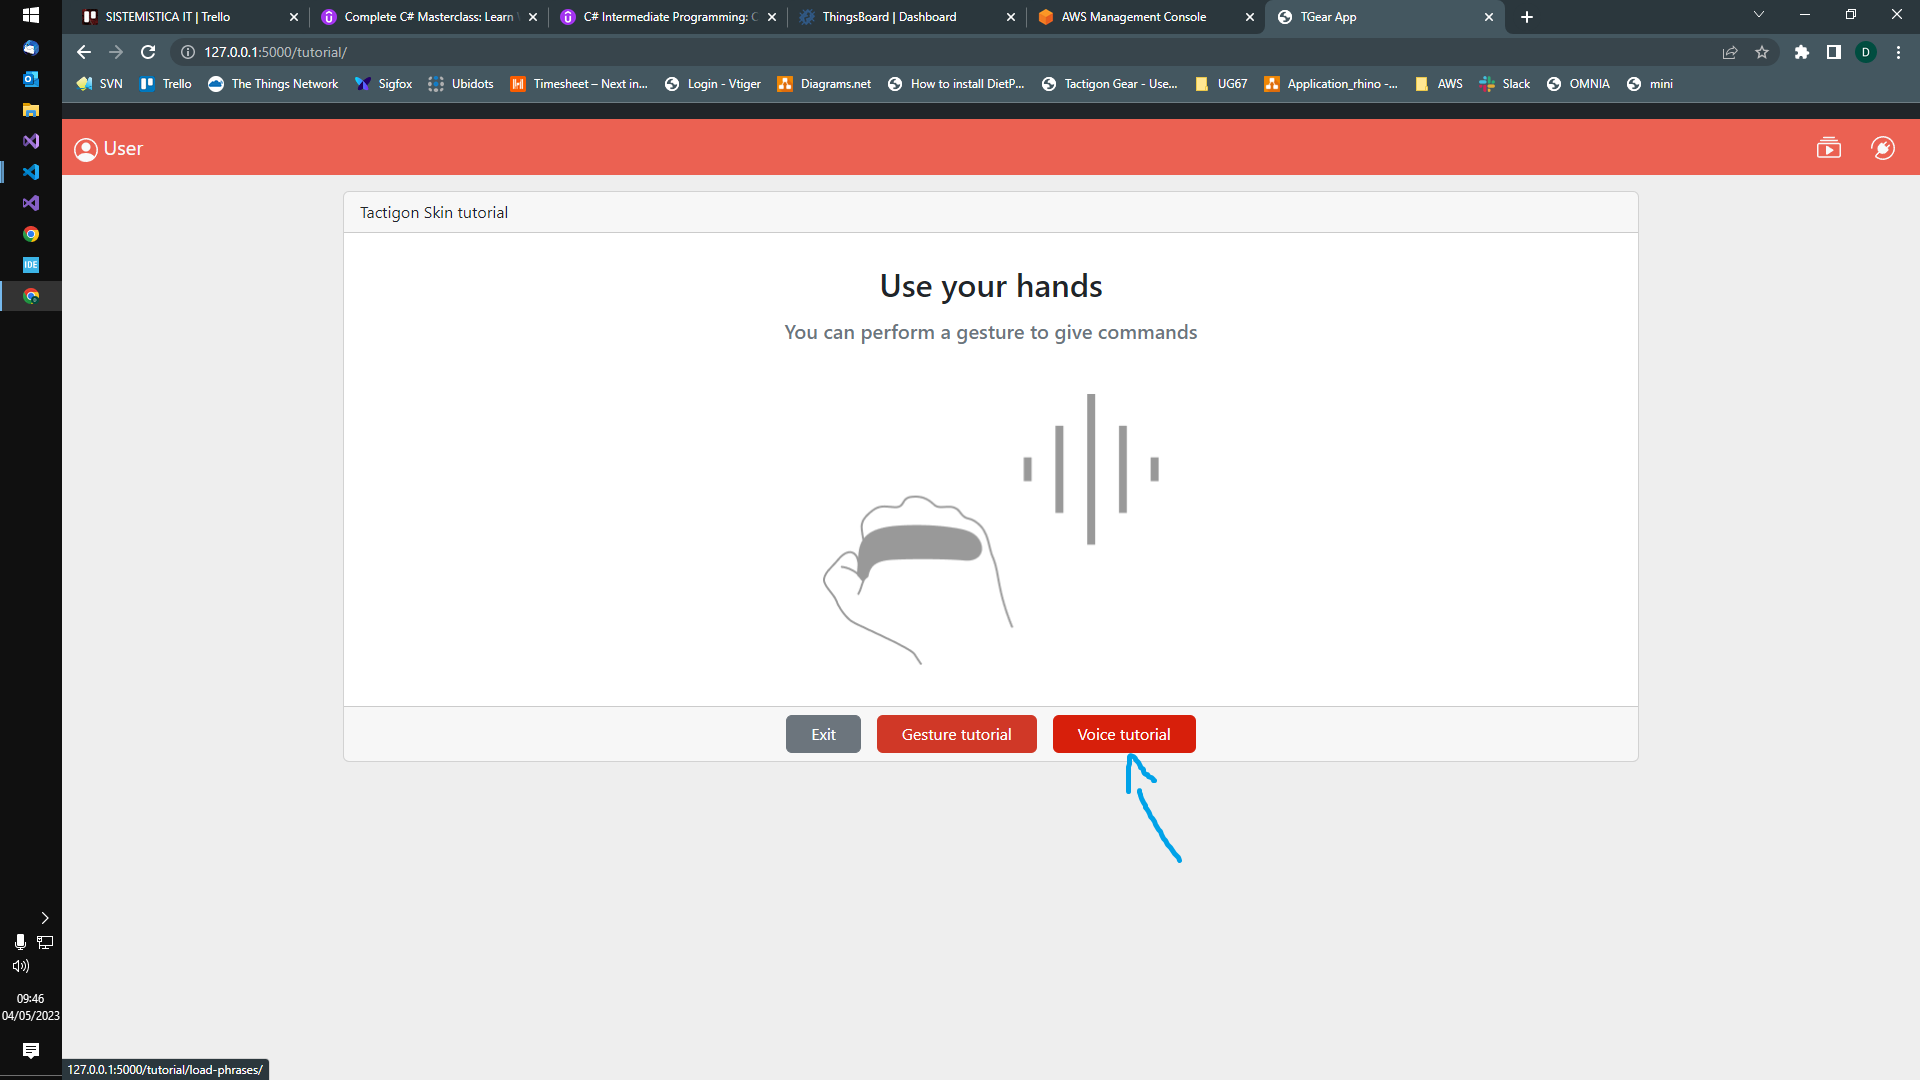 SISTEMISTICA IT | Trello
Complete C# Masterclass: Learn
C# Intermediate Programming: C
ThingsBoard | Dashboard
AWS Management Console
TGear App
127.0.0.1:5000/tutorial/
D
SVN
Trello
The Things Network
Sigfox
Ubidots
Timesheet – Next in...
Login - Vtiger
Diagrams.net
How to install DietP...
Tactigon Gear - Use...
UG67
Application_rhino -...
AWS
Slack
OMNIA
mini
User
IDE
Tactigon Skin tutorial
Use your hands
You can perform a gesture to give commands
Exit
Gesture tutorial
Voice tutorial
09:46
04/05/2023
127.0.0.1:5000/tutorial/load-phrases/